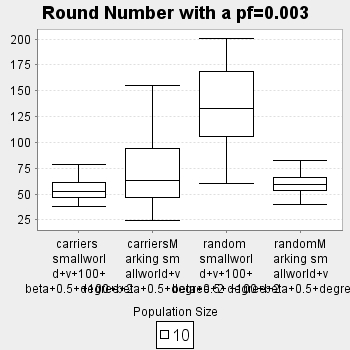 Round Number with a pf=0.003
200
175
150
125
100
75
50
25
carriers
smallworl
d+v+100+
carriersM
arking sm
allworld+v
random
smallworl
d+v+100+
randomM
arking sm
allworld+v
Population Size
10